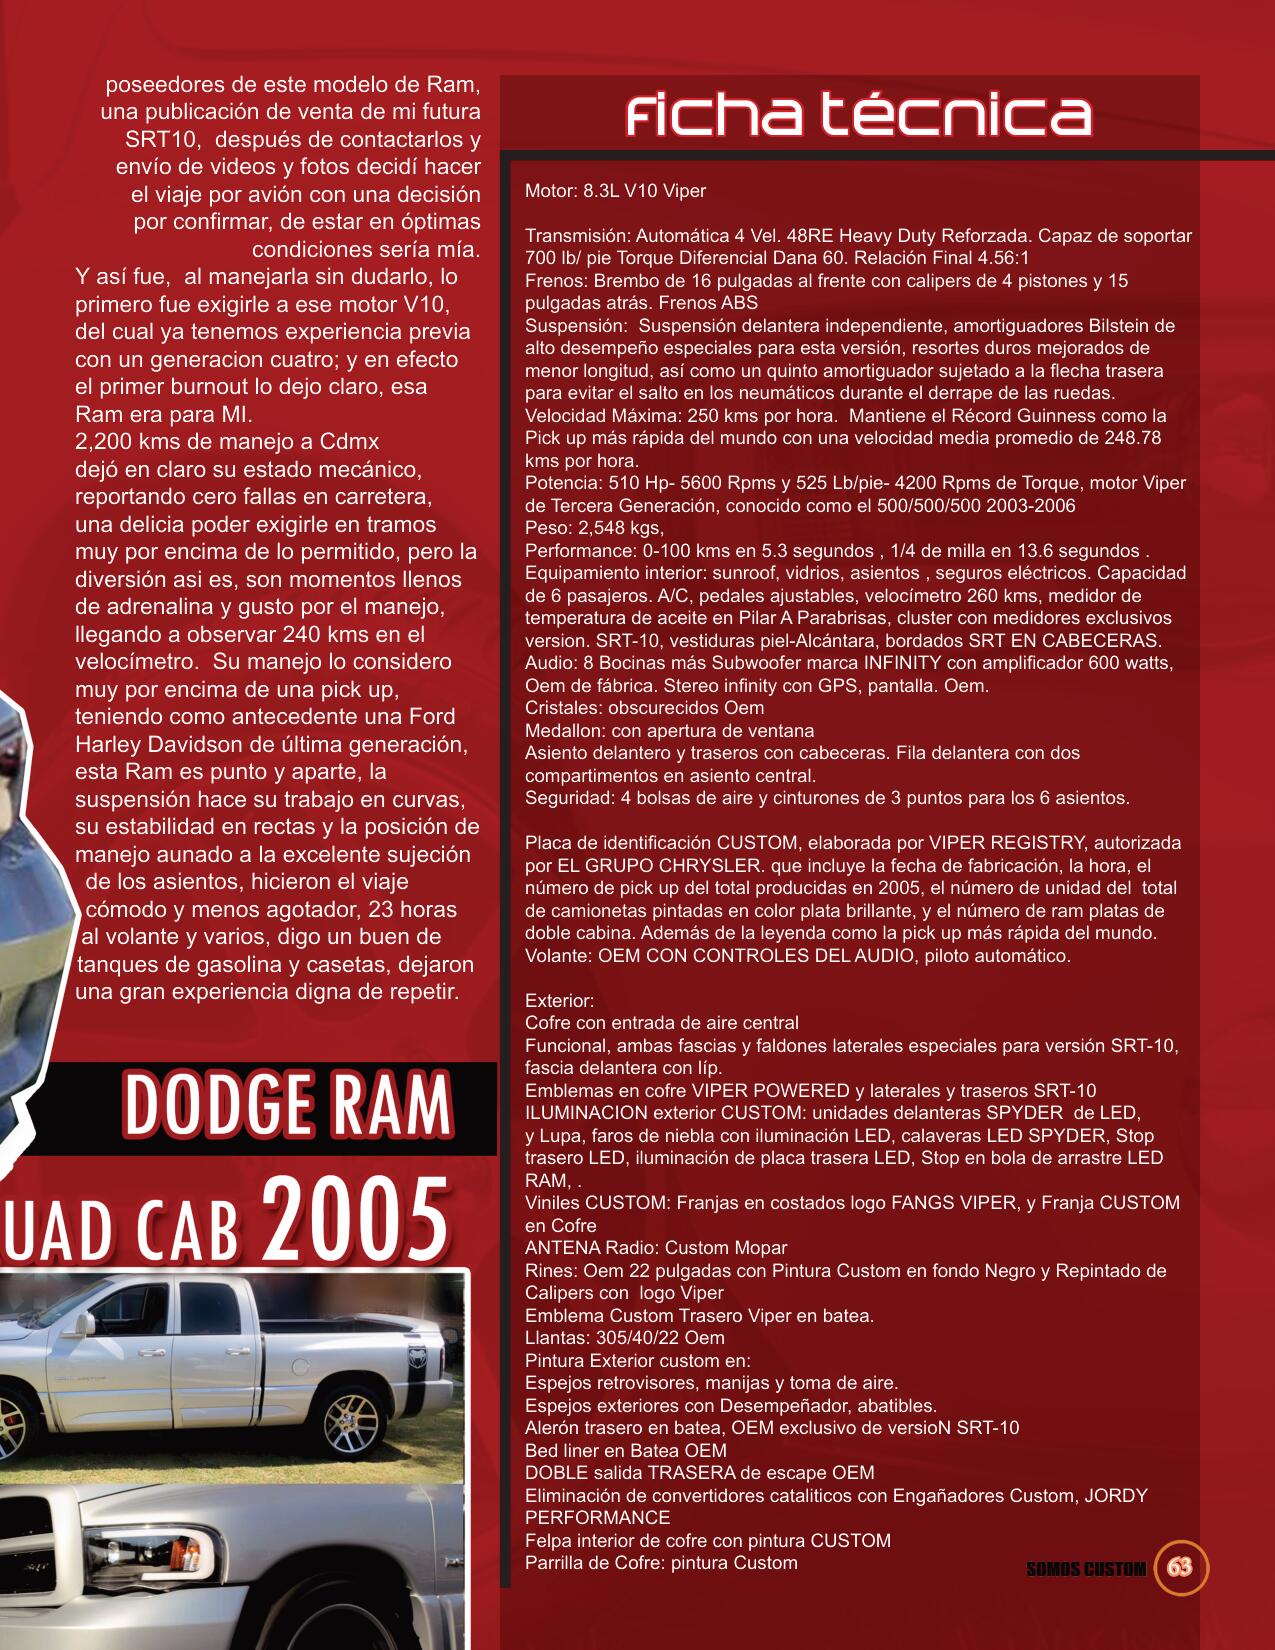 poseedores de este modelo de Ram,
una publicación de venta de mi futura
SRT10,  después de contactarlos y
envío de videos y fotos decidí hacer
el viaje por avión con una decisión
por confirmar, de estar en óptimas
condiciones sería mía.
Y así fue,  al manejarla sin dudarlo, lo
primero fue exigirle a ese motor V10,
del cual ya tenemos experiencia previa
con un generacion cuatro; y en efecto
el primer burnout lo dejo claro, esa
Ram era para MI.
2,200 kms de manejo a Cdmx
dejó en claro su estado mecánico,
reportando cero fallas en carretera,
una delicia poder exigirle en tramos
muy por encima de lo permitido, pero la
diversión asi es, son momentos llenos
de adrenalina y gusto por el manejo,
llegando a observar 240 kms en el
velocímetro.  Su manejo lo considero
muy por encima de una pick up,
teniendo como antecedente una Ford
Harley Davidson de última generación,
esta Ram es punto y aparte, la
suspensión hace su trabajo en curvas,
su estabilidad en rectas y la posición de
manejo aunado a la excelente sujeción
de los asientos, hicieron el viaje
cómodo y menos agotador, 23 horas
al volante y varios, digo un buen de
tanques de gasolina y casetas, dejaron
una gran experiencia digna de repetir.
DODGE RAM
UAD CAB 2005
ficha técnica
Motor: 8.3L V10 Viper
Transmisión: Automática 4 Vel. 48RE Heavy Duty Reforzada. Capaz de soportar
700 lb/ pie Torque Diferencial Dana 60. Relación Final 4.56:1
Frenos: Brembo de 16 pulgadas al frente con calipers de 4 pistones y 15
pulgadas atrás. Frenos ABS
Suspensión:  Suspensión delantera independiente, amortiguadores Bilstein de
alto desempeño especiales para esta versión, resortes duros mejorados de
menor longitud, así como un quinto amortiguador sujetado a la flecha trasera
para evitar el salto en los neumáticos durante el derrape de las ruedas.
Velocidad Máxima: 250 kms por hora.  Mantiene el Récord Guinness como la
Pick up más rápida del mundo con una velocidad media promedio de 248.78
kms por hora.
Potencia: 510 Hp- 5600 Rpms y 525 Lb/pie- 4200 Rpms de Torque, motor Viper
de Tercera Generación, conocido como el 500/500/500 2003-2006
Peso: 2,548 kgs,
Performance: 0-100 kms en 5.3 segundos , 1/4 de milla en 13.6 segundos .
Equipamiento interior: sunroof, vidrios, asientos , seguros eléctricos. Capacidad
de 6 pasajeros. A/C, pedales ajustables, velocímetro 260 kms, medidor de
temperatura de aceite en Pilar A Parabrisas, cluster con medidores exclusivos
version. SRT-10, vestiduras piel-Alcántara, bordados SRT EN CABECERAS.
Audio: 8 Bocinas más Subwoofer marca INFINITY con amplificador 600 watts,
Oem de fábrica. Stereo infinity con GPS, pantalla. Oem.
Cristales: obscurecidos Oem
Medallon: con apertura de ventana
Asiento delantero y traseros con cabeceras. Fila delantera con dos
compartimentos en asiento central.
Seguridad: 4 bolsas de aire y cinturones de 3 puntos para los 6 asientos.
Placa de identificación CUSTOM, elaborada por VIPER REGISTRY, autorizada
por EL GRUPO CHRYSLER. que incluye la fecha de fabricación, la hora, el
número de pick up del total producidas en 2005, el número de unidad del  total
de camionetas pintadas en color plata brillante, y el número de ram platas de
doble cabina. Además de la leyenda como la pick up más rápida del mundo.
Volante: OEM CON CONTROLES DEL AUDIO, piloto automático.
Exterior:
Cofre con entrada de aire central
Funcional, ambas fascias y faldones laterales especiales para versión SRT-10,
fascia delantera con líp.
Emblemas en cofre VIPER POWERED y laterales y traseros SRT-10
ILUMINACION exterior CUSTOM: unidades delanteras SPYDER  de LED,
y Lupa, faros de niebla con iluminación LED, calaveras LED SPYDER, Stop
trasero LED, iluminación de placa trasera LED, Stop en bola de arrastre LED
RAM, .
Viniles CUSTOM: Franjas en costados logo FANGS VIPER, y Franja CUSTOM
en Cofre
ANTENA Radio: Custom Mopar
Rines: Oem 22 pulgadas con Pintura Custom en fondo Negro y Repintado de
Calipers con  logo Viper
Emblema Custom Trasero Viper en batea.
Llantas: 305/40/22 Oem
Pintura Exterior custom en:
Espejos retrovisores, manijas y toma de aire.
Espejos exteriores con Desempeñador, abatibles.
Alerón trasero en batea, OEM exclusivo de versioN SRT-10
Bed liner en Batea OEM
DOBLE salida TRASERA de escape OEM
Eliminación de convertidores cataliticos con Engañadores Custom, JORDY
PERFORMANCE
Felpa interior de cofre con pintura CUSTOM
Parrilla de Cofre: pintura Custom
SOMOS CUSTOM 63